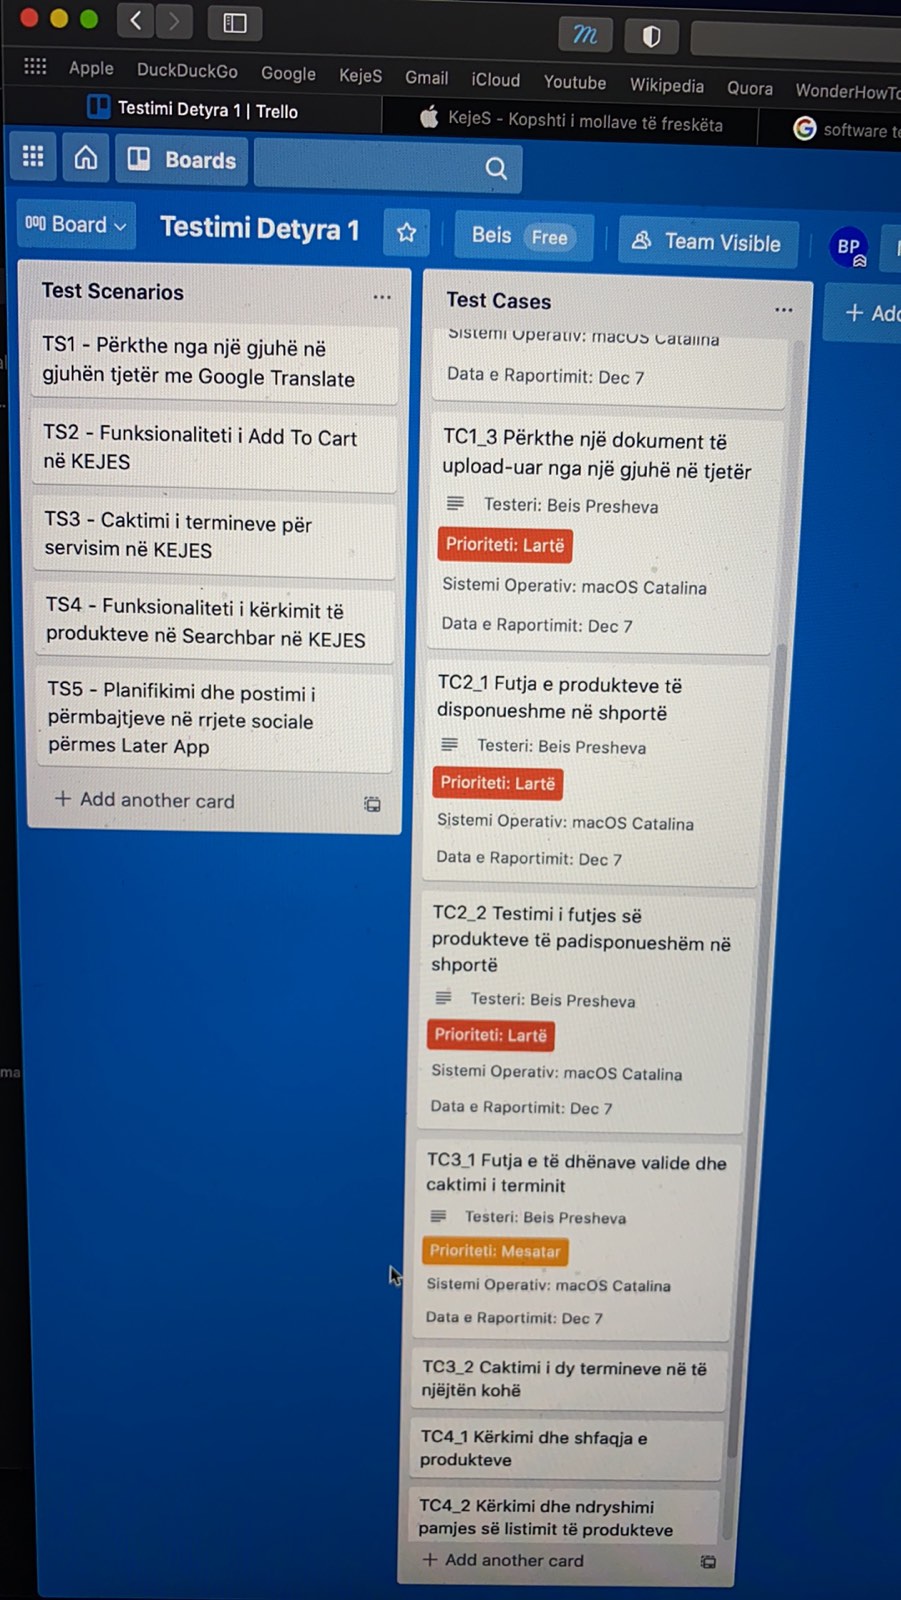 Apple DuckDuckGo Google KejeS Gmail iCloud Youtube Wikipedia Quora
Testimi Detyra 1 | Trello
KejeS - Kopshti i mollave të freskëta
software
Boards
Board
Testimi Detyra 1
Beis Free
Team Visible
BP
Test Scenarios
TS1 - Përkthe nga një gjuhë në
gjuhën tjetër me Google Translate
TS2 - Funksionaliteti i Add To Cart
në KEJES
TS3 - Caktimi i termineve për
servisim në KEJES
TS4 - Funksionaliteti i kërkimit të
produkteve në Searchbar në KEJES
TS5 - Planifikimi dhe postimi i
përmbajtjeve në rrjete sociale
përmes Later App
+ Add another card
Test Cases
Sistemi Operativ: macOS Catalina
Data e Raportimit: Dec 7
TC1_3 Përkthe një dokument të
upload-uar nga një gjuhë në tjetër
Testeri: Beis Presheva
Prioriteti: Lartë
Sistemi Operativ: macOS Catalina
Data e Raportimit: Dec 7
TC2_1 Futja e produkteve të
disponueshme në shportë
Testeri: Beis Presheva
Prioriteti: Lartë
Sistemi Operativ: macOS Catalina
Data e Raportimit: Dec 7
TC2_2 Testimi i futjes së
produkteve të padisponueshëm në
shportë
Testeri: Beis Presheva
Prioriteti: Lartë
Sistemi Operativ: macOS Catalina
Data e Raportimit: Dec 7
TC3_1 Futja e të dhënave valide dhe
caktimi i terminit
Testeri: Beis Presheva
Prioriteti: Mesatar
Sistemi Operativ: macOS Catalina
Data e Raportimit: Dec 7
TC3_2 Caktimi i dy termineve në të
njëjtën kohë
TC4_1 Kërkimi dhe shfaqja e
produkteve
TC4_2 Kërkimi dhe ndryshimi
pamjes së listimit të produkteve
+ Add another card